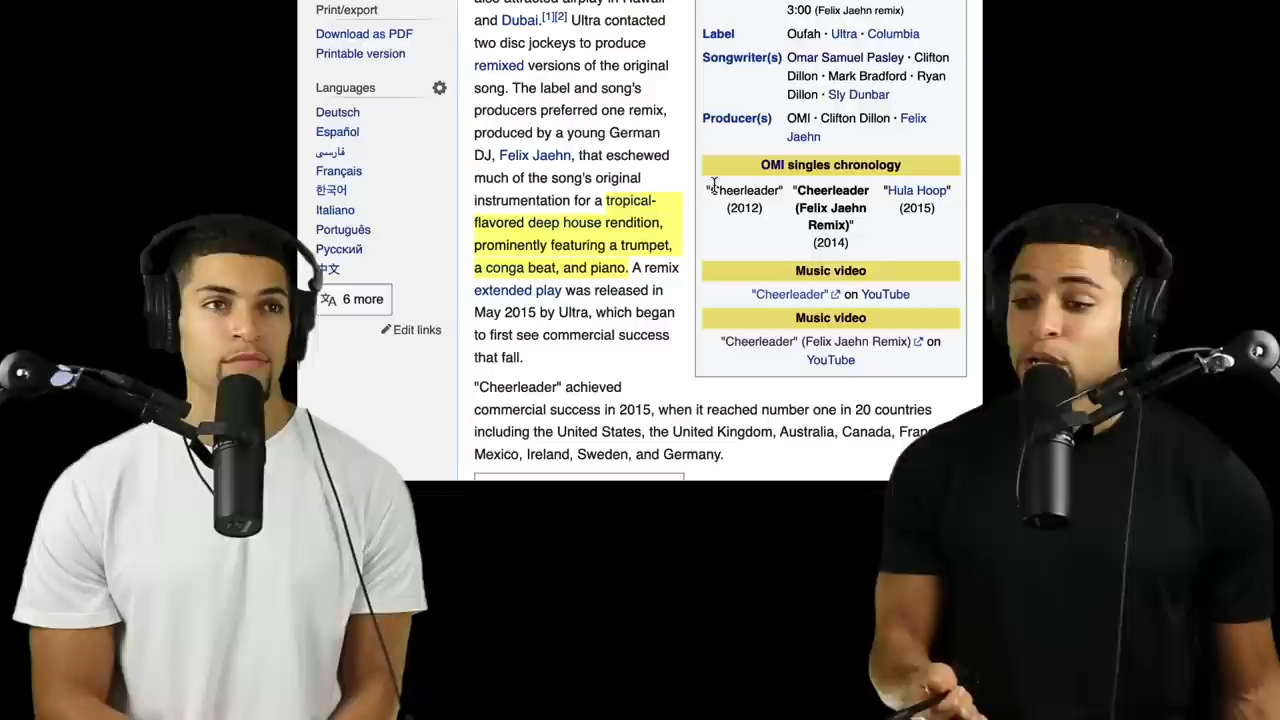 Print/export
Download as PDF
Printable version
Languages
Deutsch
Español
فارسی
Français
한국어
Italiano
Português
Русский
中文
6 more
Edit links
and Dubai.[1][2] Ultra contacted
two disc jockeys to produce
remixed versions of the original
song. The label and song's
producers preferred one remix,
produced by a young German
DJ, Felix Jaehn, that eschewed
much of the song's original
instrumentation for a tropical-
flavored deep house rendition,
prominently featuring a trumpet,
a conga beat, and piano. A remix
extended play was released in
May 2015 by Ultra, which began
to first see commercial success
that fall.
"Cheerleader" achieved
commercial success in 2015, when it reached number one in 20 countries
including the United States, the United Kingdom, Australia, Canada,
Mexico, Ireland, Sweden, and Germany.
3:00 (Felix Jaehn remix)
Label Oufah · Ultra · Columbia
Songwriter(s) Omar Samuel Pasley · Clifton
Dillon · Mark Bradford · Ryan
Dillon · Sly Dunbar
Producer(s) OMI · Clifton Dillon · Felix
Jaehn
OMI singles chronology
"Cheerleader" "Cheerleader "Hula Hoop"
(2012) (Felix Jaehn (2015)
Remix)"
(2014)
Music video
"Cheerleader" on YouTube
Music video
"Cheerleader" (Felix Jaehn Remix) on
YouTube